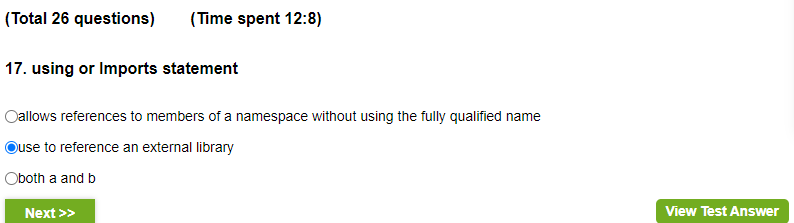 (Total 26 questions) (Time spent 12:8)
17. using or Imports statement
allows references to members of a namespace without using the fully qualified name
use to reference an external library
both a and b
Next >> View Test Answer